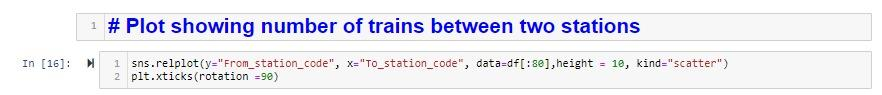 1 # Plot showing number of trains between two stations
In [16]: 1 sns.relplot(y="From_station_code", x="To_station_code", data=df[:80],height = 10, kind="scatter")
2 plt.xticks(rotation =90)